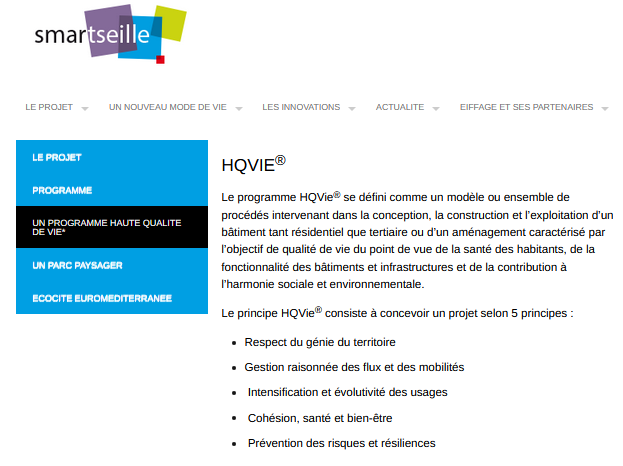 smartseille
LE PROJET UN NOUVEAU MODE DE VIE LES INNOVATIONS ACTUALITE EIFFAGE ET SES PARTENAIRES
LE PROJET
PROGRAMME
UN PROGRAMME HAUTE QUALITE
DE VIE*
UN PARC PAYSAGER
ECOCITE EUROMEDITERRANEE
HQVIE®
Le programme HQVie® se défini comme un modèle ou ensemble de
procédés intervenant dans la conception, la construction et l'exploitation d'un
bâtiment tant résidentiel que tertiaire ou d'un aménagement caractérisé par
l'objectif de qualité de vie du point de vue de la santé des habitants, de la
fonctionnalité des bâtiments et infrastructures et de la contribution à
l'harmonie sociale et environnementale.
Le principe HQVie® consiste à concevoir un projet selon 5 principes :
• Respect du génie du territoire
• Gestion raisonnée des flux et des mobilités
• Intensification et évolutivité des usages
• Cohésion, santé et bien-être
• Prévention des risques et résiliences